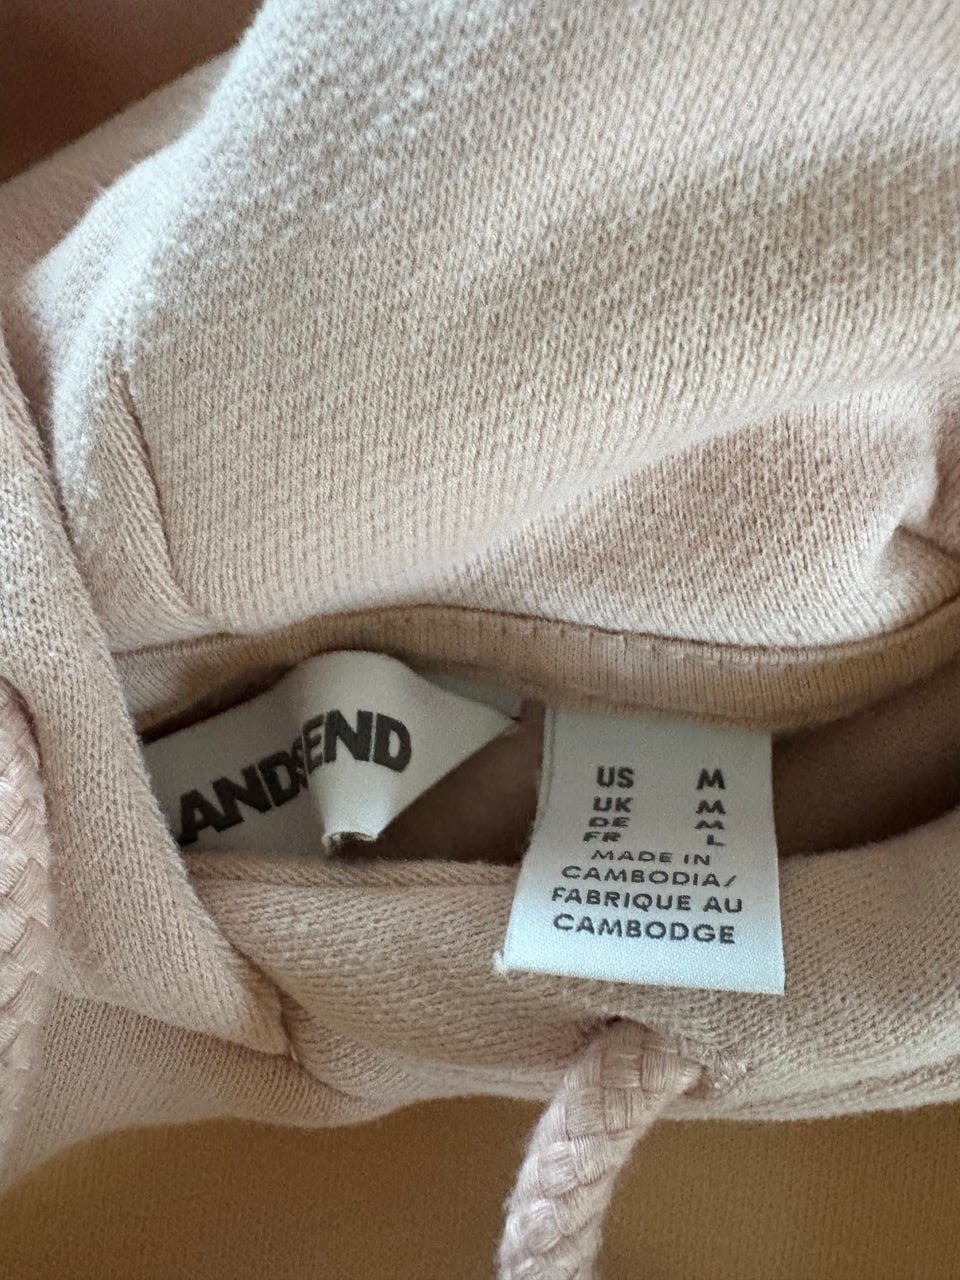 LANDS'END
US M
UK M
DE M
FR L
MADE IN
CAMBODIA/
FABRIQUE AU
CAMBODGE